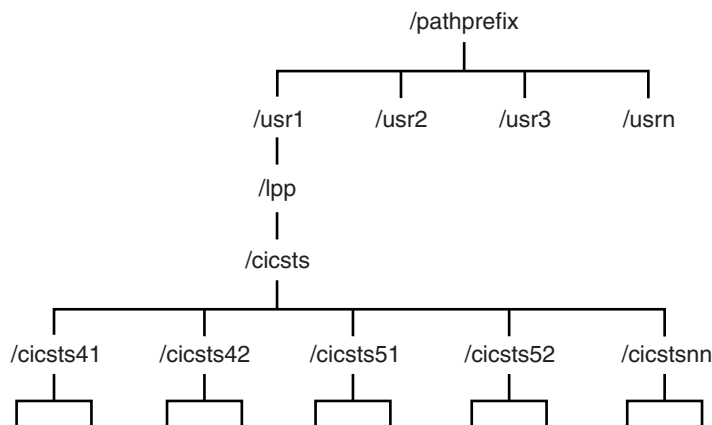 /pathprefix
/usr1 /usr2 /usr3 /usrn
/lpp
/cicsts
/cicsts41 /cicsts42 /cicsts51 /cicsts52 /cicstsnn